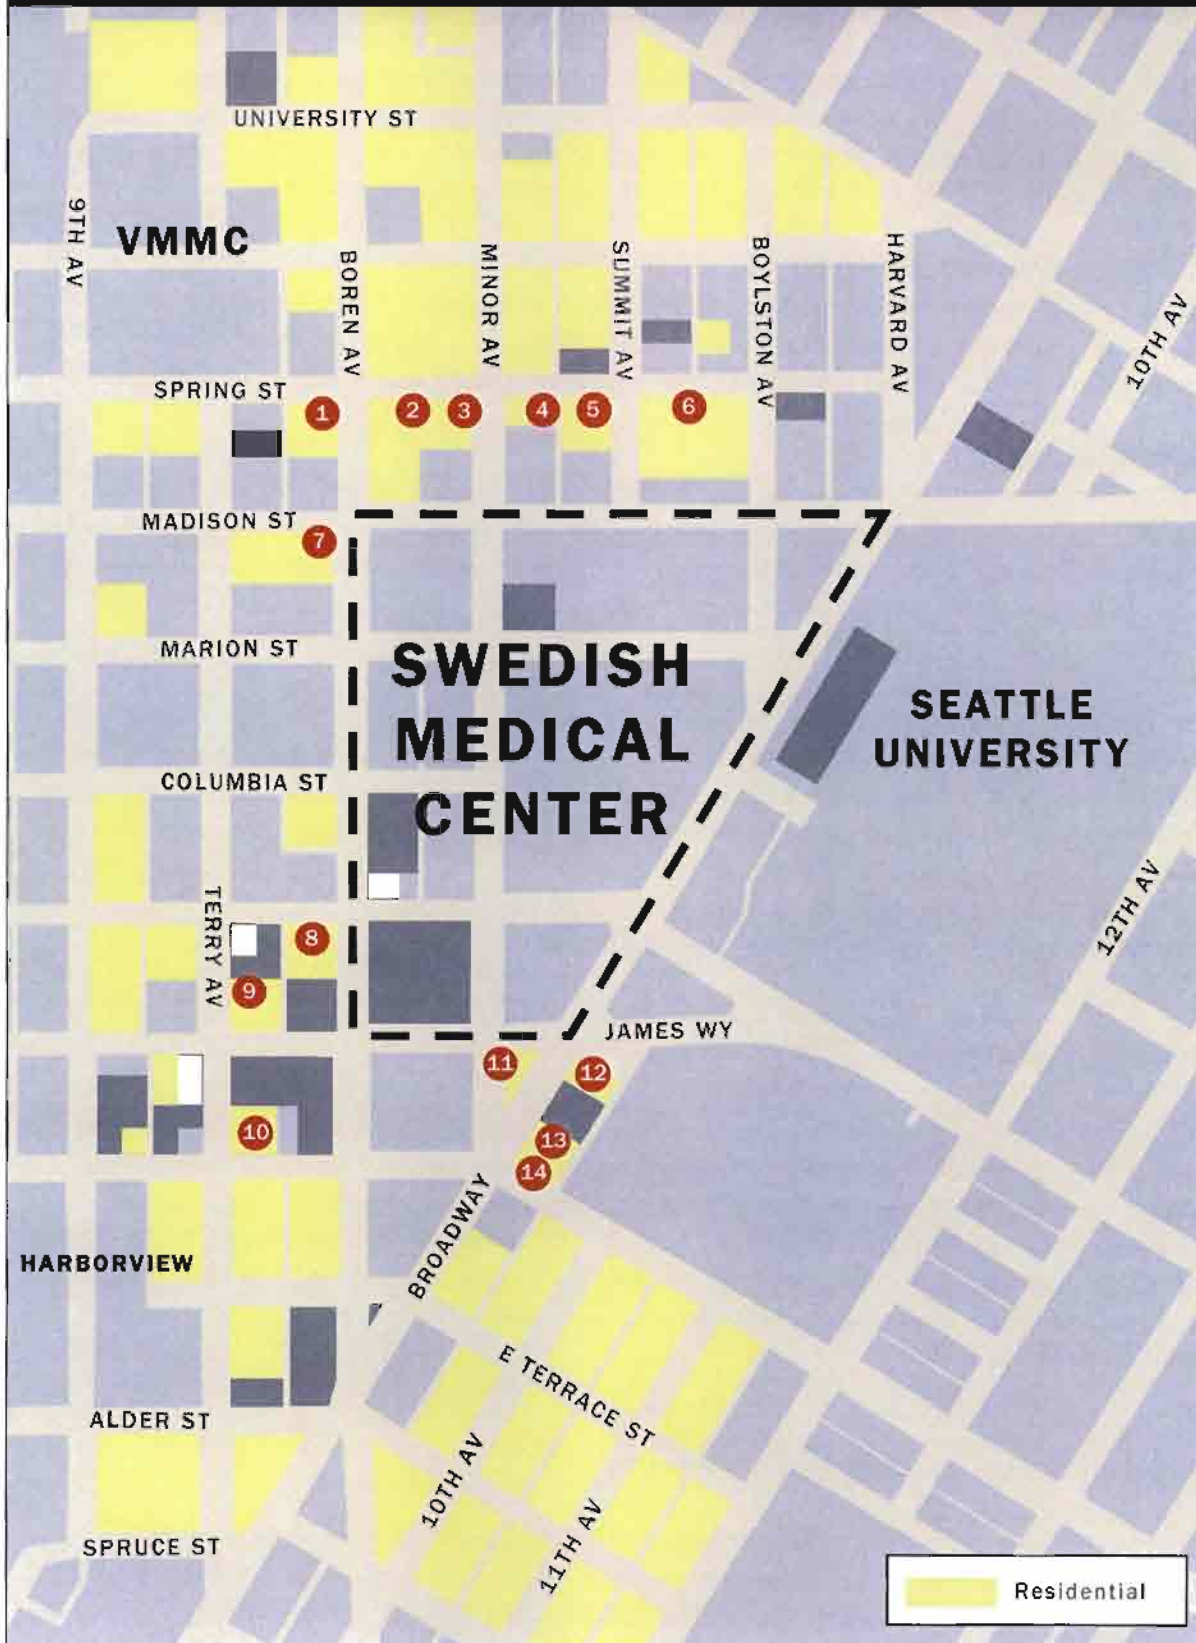 UNIVERSITY ST
9TH AV
VMMC
BOREN AV
MINOR AV
SUMMIT AV
BOYLSTON AV
HARVARD AV
10TH AV
SPRING ST
1
2
3
4
5
6
MADISON ST
7
MARION ST
SWEDISH
MEDICAL
CENTER
SEATTLE
UNIVERSITY
COLUMBIA ST
TERRY AV
12TH AV
8
9
JAMES WY
11
12
10
13
14
BROADWAY
HARBORVIEW
E TERRACE ST
ALDER ST
10TH AV
11TH AV
SPRUCE ST
Residential